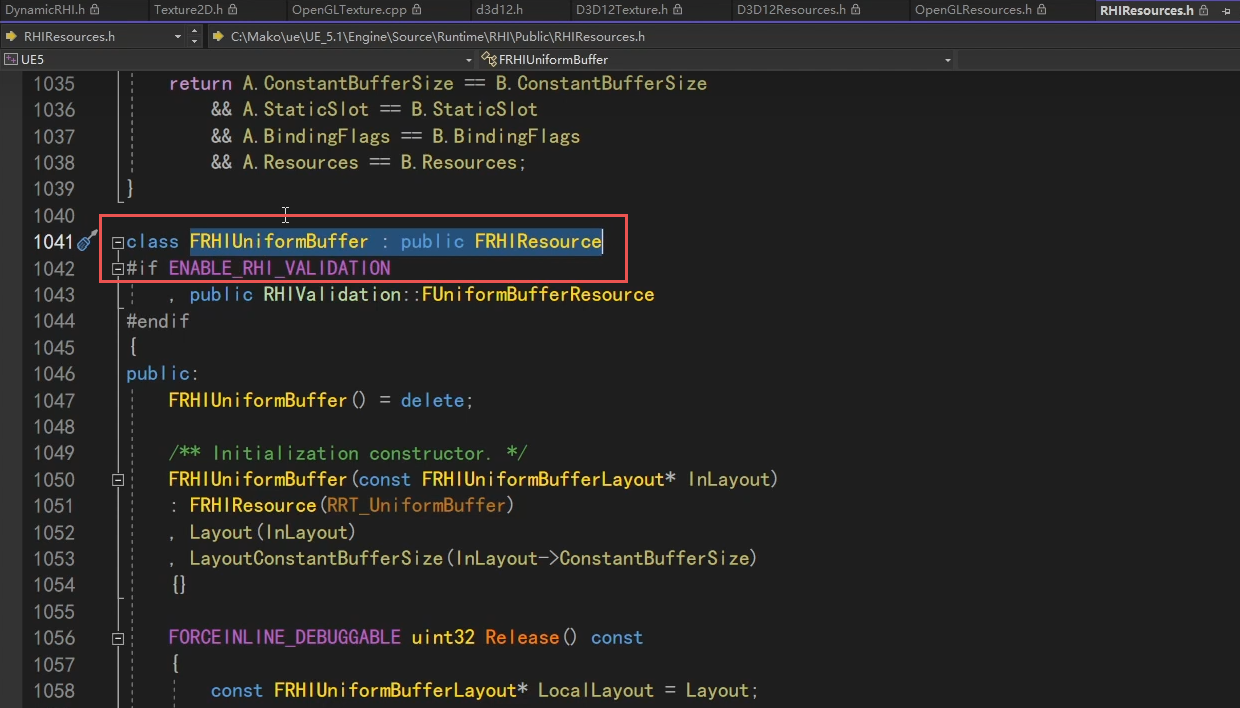 DynamicRHI.h Texture2D.h OpenGLTexture.cpp d3d12.h D3D12Texture.h D3D12Resources.h OpenGLResources.h RHIResources.h
RHIResources.h C:\Mako\ue\UE_5.1\Engine\Source\Runtime\RHI\Public\RHIResources.h
UE5 FRHIUniformBuffer
1035 return A.ConstantBufferSize == B.ConstantBufferSize
1036 && A.StaticSlot == B.StaticSlot
1037 && A.BindingFlags == B.BindingFlags
1038 && A.Resources == B.Resources;
1039 }
1040
1041 class FRHIUniformBuffer : public FRHIResource
1042 #if ENABLE_RHI_VALIDATION
1043 , public RHIValidation::FUniformBufferResource
1044 #endif
1045 {
1046 public:
1047 FRHIUniformBuffer() = delete;
1048
1049 /** Initialization constructor. */
1050 FRHIUniformBuffer(const FRHIUniformBufferLayout* InLayout)
1051 : FRHIResource(RRT_UniformBuffer)
1052 , Layout(InLayout)
1053 , LayoutConstantBufferSize(InLayout->ConstantBufferSize)
1054 {}
1055
1056 FORCEINLINE_DEBUGGABLE uint32 Release() const
1057 {
1058 const FRHIUniformBufferLayout* LocalLayout = Layout;